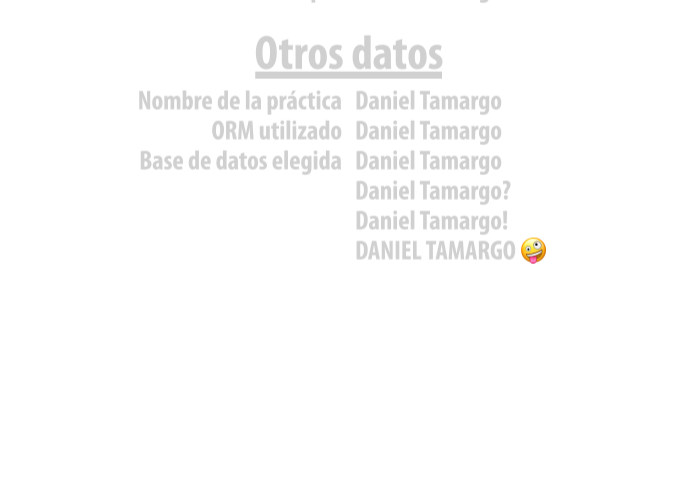 Otros datos
Nombre de la práctica Daniel Tamargo
ORM utilizado Daniel Tamargo
Base de datos elegida Daniel Tamargo
Daniel Tamargo?
Daniel Tamargo!
DANIEL TAMARGO 🤪